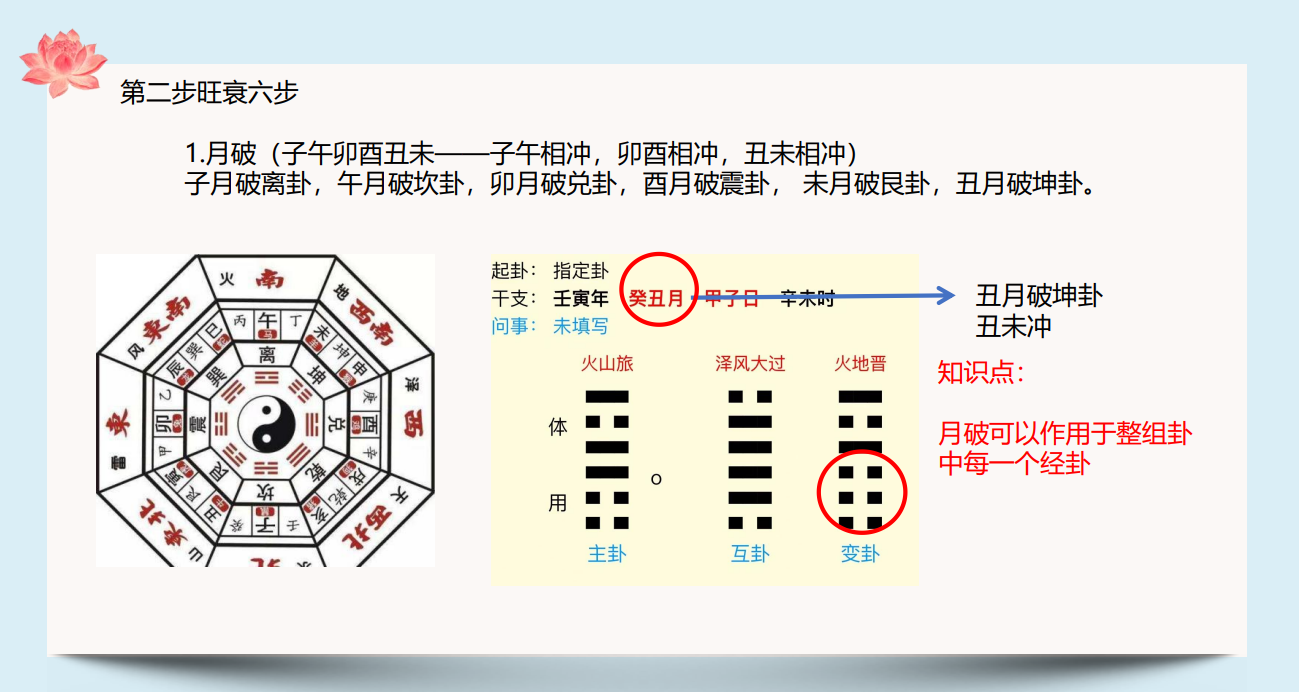 第二步旺衰六步
1.月破（子午卯酉丑未——子午相冲，卯酉相冲，丑未相冲）
子月破离卦，午月破坎卦，卯月破兑卦，酉月破震卦， 未月破艮卦，丑月破坤卦。
火 南 地 西南 泽 西 天 西北 北 山 东北 雷 東 风 東南
丙 午 丁 未 坤 申 庚 酉 辛 戌 乾 亥 壬 子 癸 丑 艮 寅 甲 卯 乙 辰 巽 巳
离 坤 兑 乾 坎 艮 震 巽
起卦： 指定卦
干支： 壬寅年 癸丑月 甲子日 辛未时
问事： 未填写
丑月破坤卦
丑未冲
火山旅 泽风大过 火地晋
体
用 o
主卦 互卦 变卦
知识点：
月破可以作用于整组卦
中每一个经卦